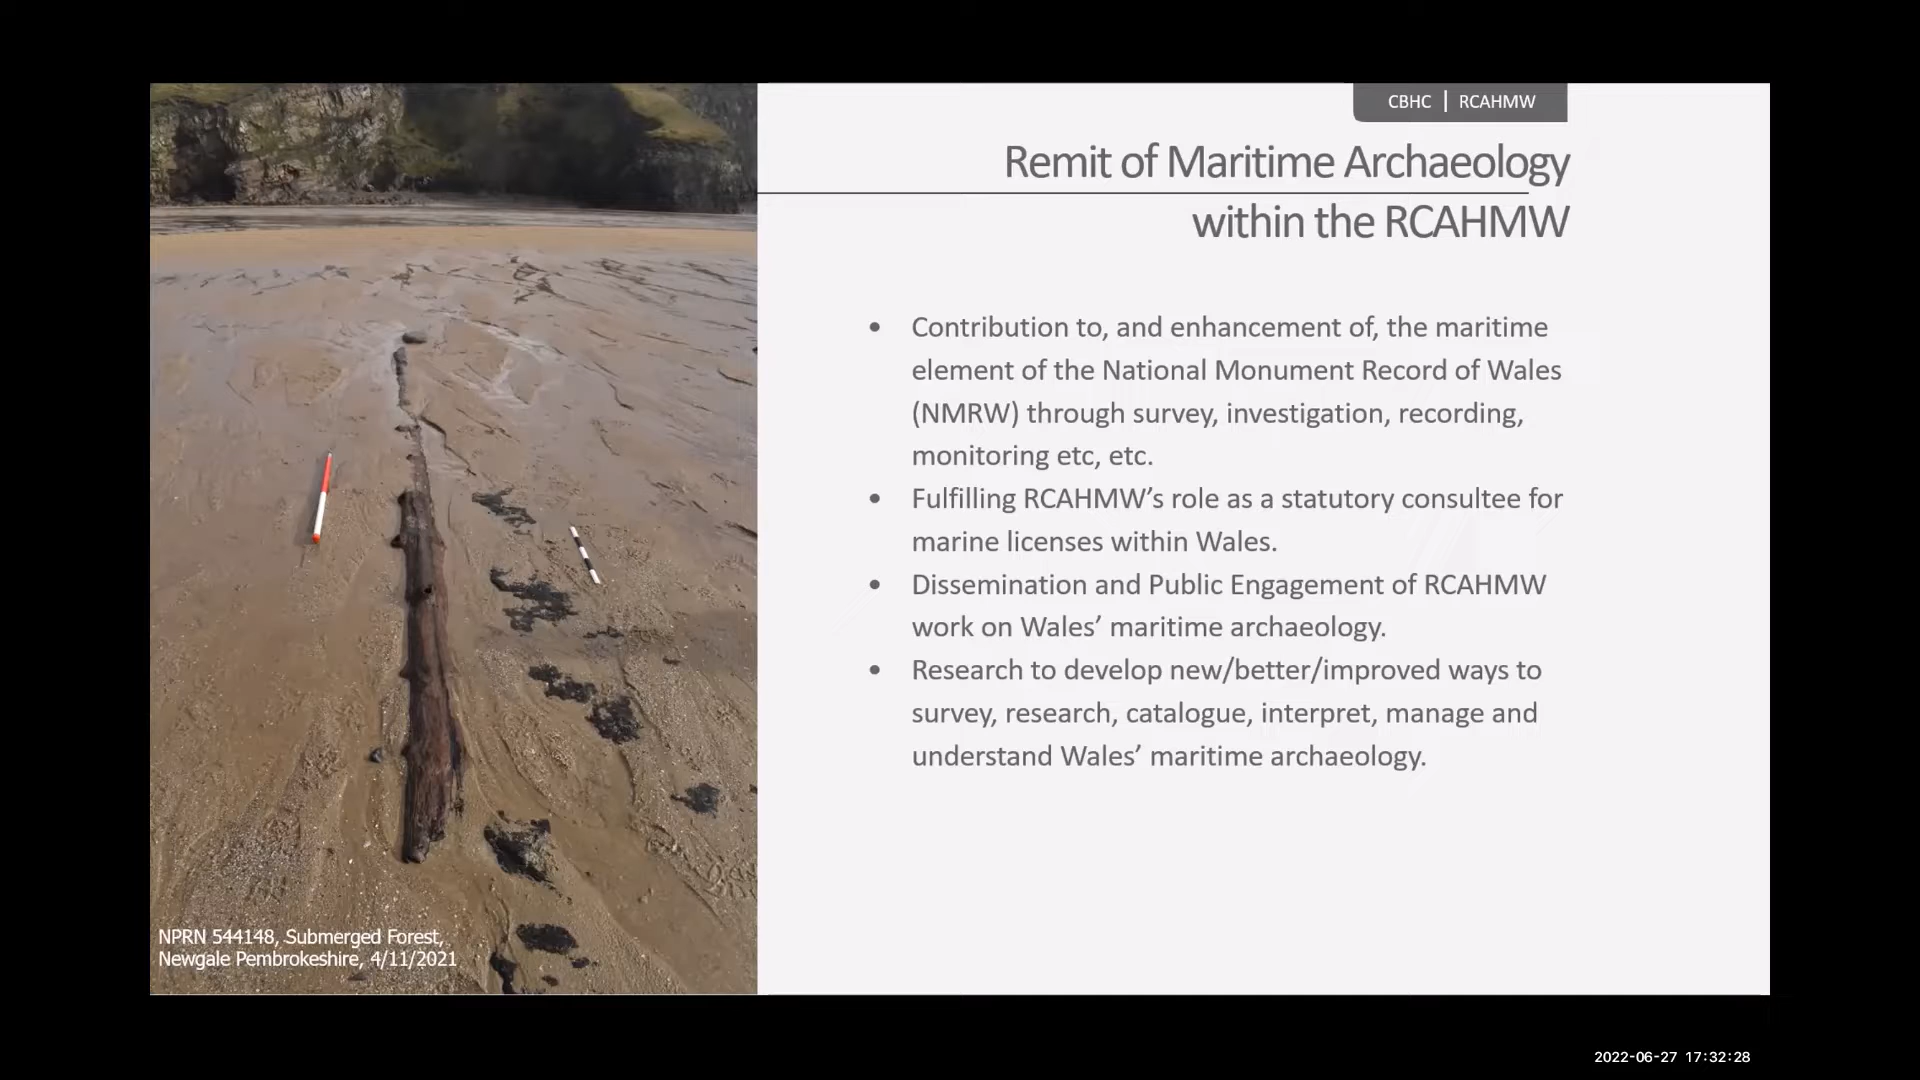 CBHC | RCAHMW
Remit of Maritime Archaeology
within the RCAHMW
• Contribution to, and enhancement of, the maritime
element of the National Monument Record of Wales
(NMRW) through survey, investigation, recording,
monitoring etc, etc.
• Fulfilling RCAHMW’s role as a statutory consultee for
marine licenses within Wales.
• Dissemination and Public Engagement of RCAHMW
work on Wales’ maritime archaeology.
• Research to develop new/better/improved ways to
survey, research, catalogue, interpret, manage and
understand Wales’ maritime archaeology.
NPRN 544148, Submerged Forest,
Newgale Pembrokeshire, 4/11/2021
2022-06-27 17:32:28